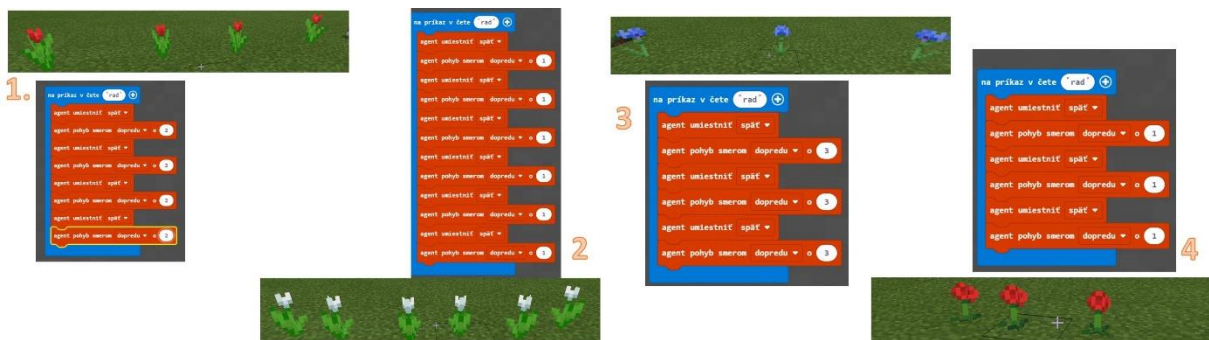 1.
na príkaz v čete "rad"
agent umiestniť späť
agent pohyb smerom dopredu o 2
agent umiestniť späť
agent pohyb smerom dopredu o 2
agent umiestniť späť
agent pohyb smerom dopredu o 2
agent umiestniť späť
agent pohyb smerom dopredu o 2
na príkaz v čete "rad"
agent umiestniť späť
agent pohyb smerom dopredu o 1
agent umiestniť späť
agent pohyb smerom dopredu o 1
agent umiestniť späť
agent pohyb smerom dopredu o 1
agent umiestniť späť
agent pohyb smerom dopredu o 1
agent umiestniť späť
agent pohyb smerom dopredu o 1
agent umiestniť späť
agent pohyb smerom dopredu o 1
2
3
na príkaz v čete "rad"
agent umiestniť späť
agent pohyb smerom dopredu o 3
agent umiestniť späť
agent pohyb smerom dopredu o 3
agent umiestniť späť
agent pohyb smerom dopredu o 3
na príkaz v čete "rad"
agent umiestniť späť
agent pohyb smerom dopredu o 1
agent umiestniť späť
agent pohyb smerom dopredu o 1
agent umiestniť späť
agent pohyb smerom dopredu o 1
4